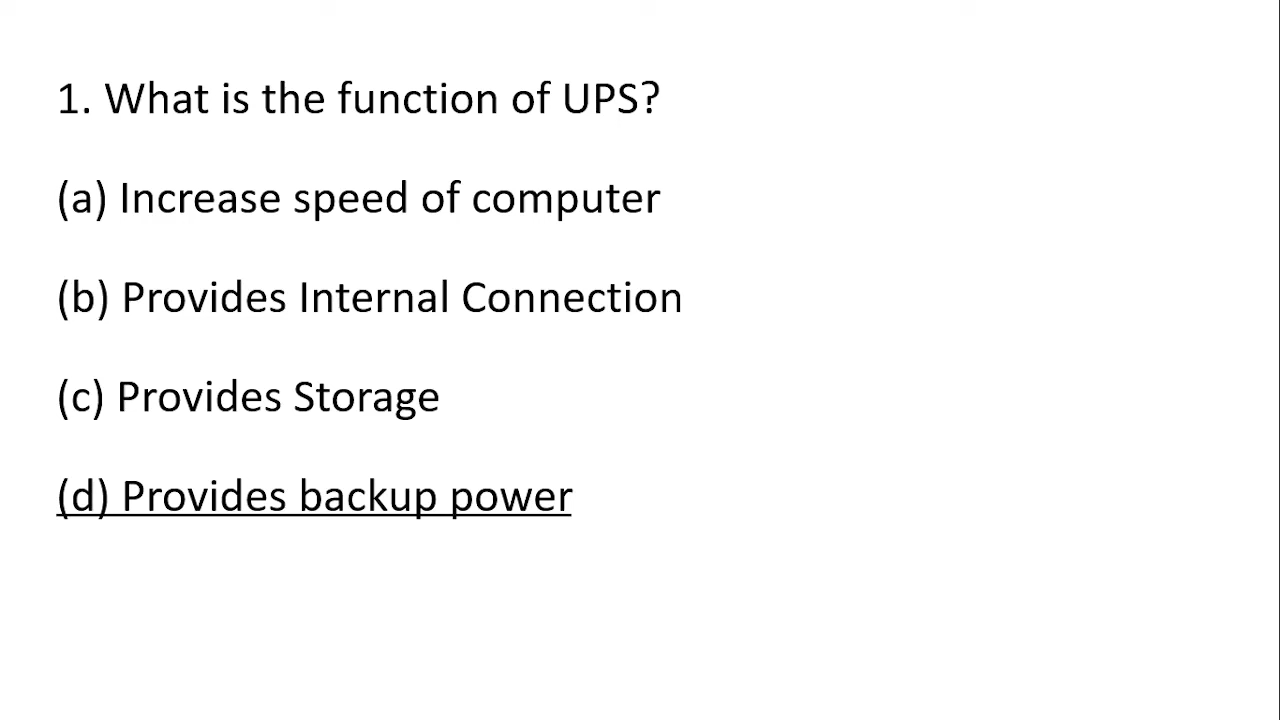 1. What is the function of UPS?
(a) Increase speed of computer
(b) Provides Internal Connection
(c) Provides Storage
(d) Provides backup power